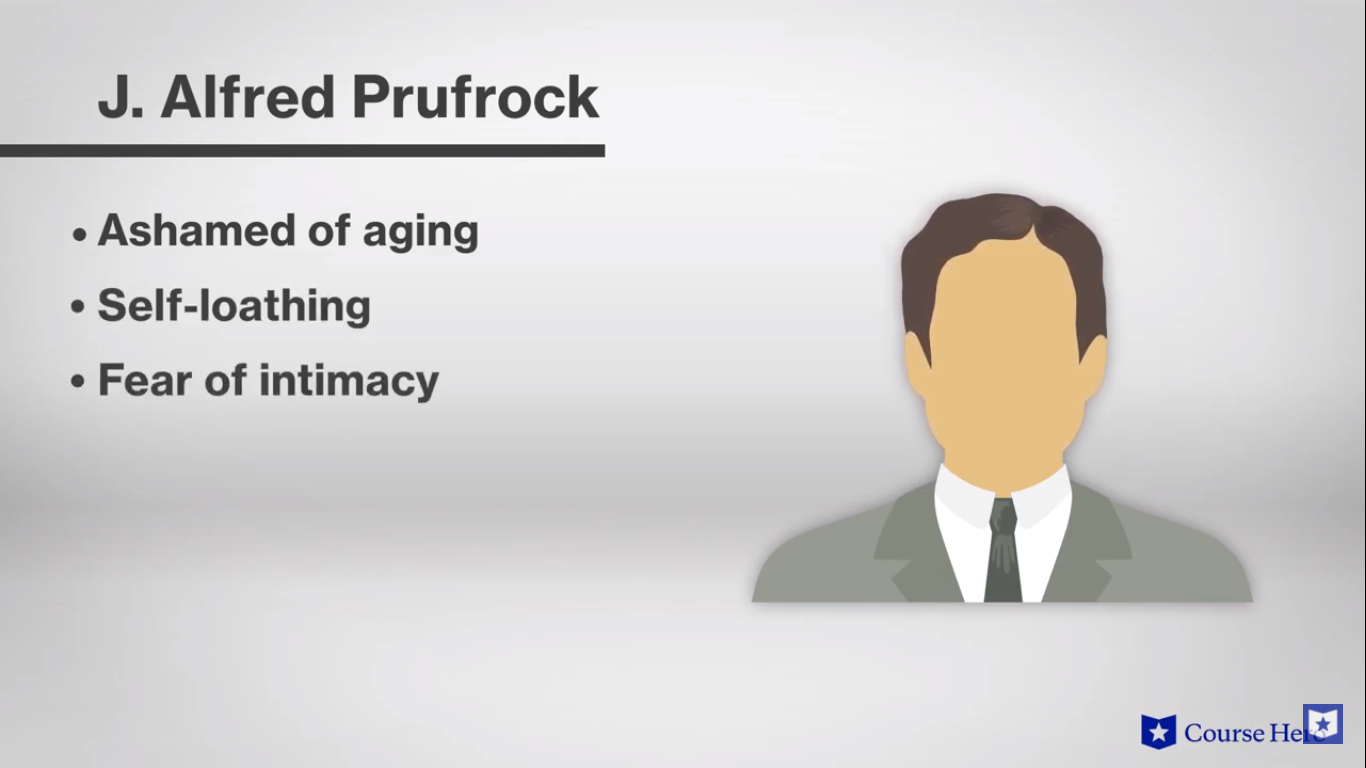 J. Alfred Prufrock
• Ashamed of aging
• Self-loathing
• Fear of intimacy
Course Hero